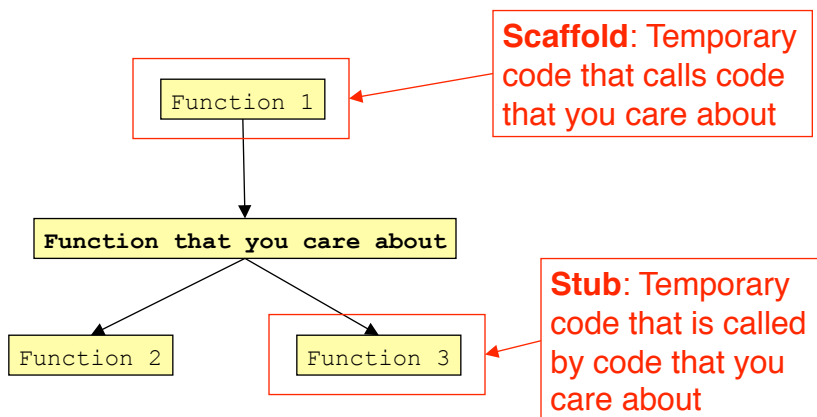 Scaffold: Temporary
code that calls code
that you care about
Function 1
Function that you care about
Stub: Temporary
code that is called
by code that you
care about
Function 2
Function 3